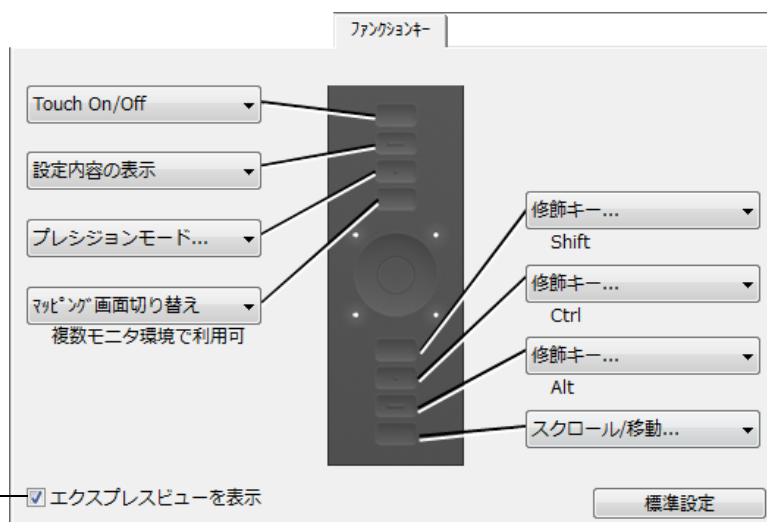 ファンクションキー
Touch On/Off
設定内容の表示
プレシジョンモード...
マッピング画面切り替え
複数モニタ環境で利用可
修飾キー...
Shift
修飾キー...
Ctrl
修飾キー...
Alt
スクロール/移動...
エクスプレスビューを表示
標準設定